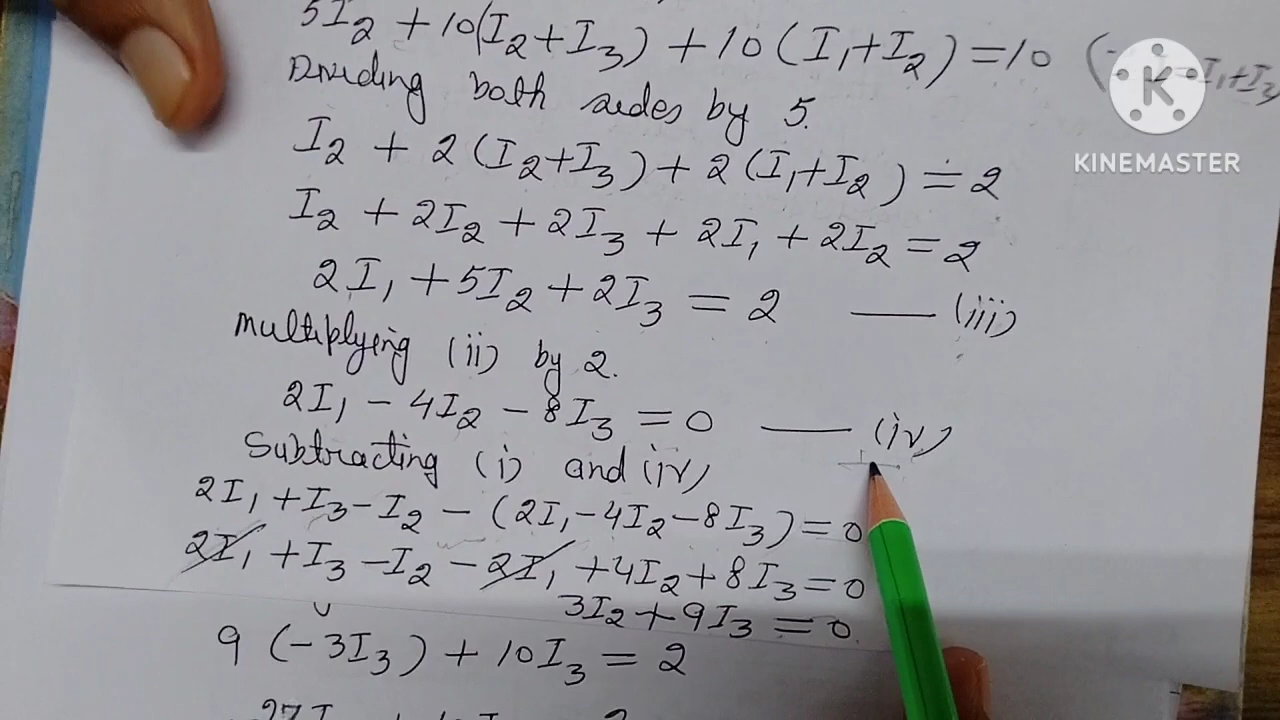 5I₂ + 10(I₂+I₃) + 10(I₁+I₂) = 10 ( I₁+I₃
Dividing both sides by 5.
I₂ + 2(I₂+I₃) + 2(I₁+I₂) = 2
I₂ + 2I₂ + 2I₃ + 2I₁ + 2I₂ = 2
2I₁ + 5I₂ + 2I₃ = 2 —— (iii)
Multiplying (ii) by 2.
2I₁ - 4I₂ - 8I₃ = 0 —— (iv)
Subtracting (i) and (iv)
2I₁ + I₃ - I₂ - (2I₁ - 4I₂ - 8I₃) = 0
2I₁ + I₃ - I₂ - 2I₁ + 4I₂ + 8I₃ = 0
3I₂ + 9I₃ = 0.
9 (-3I₃) + 10I₃ = 2
K
KINEMASTER